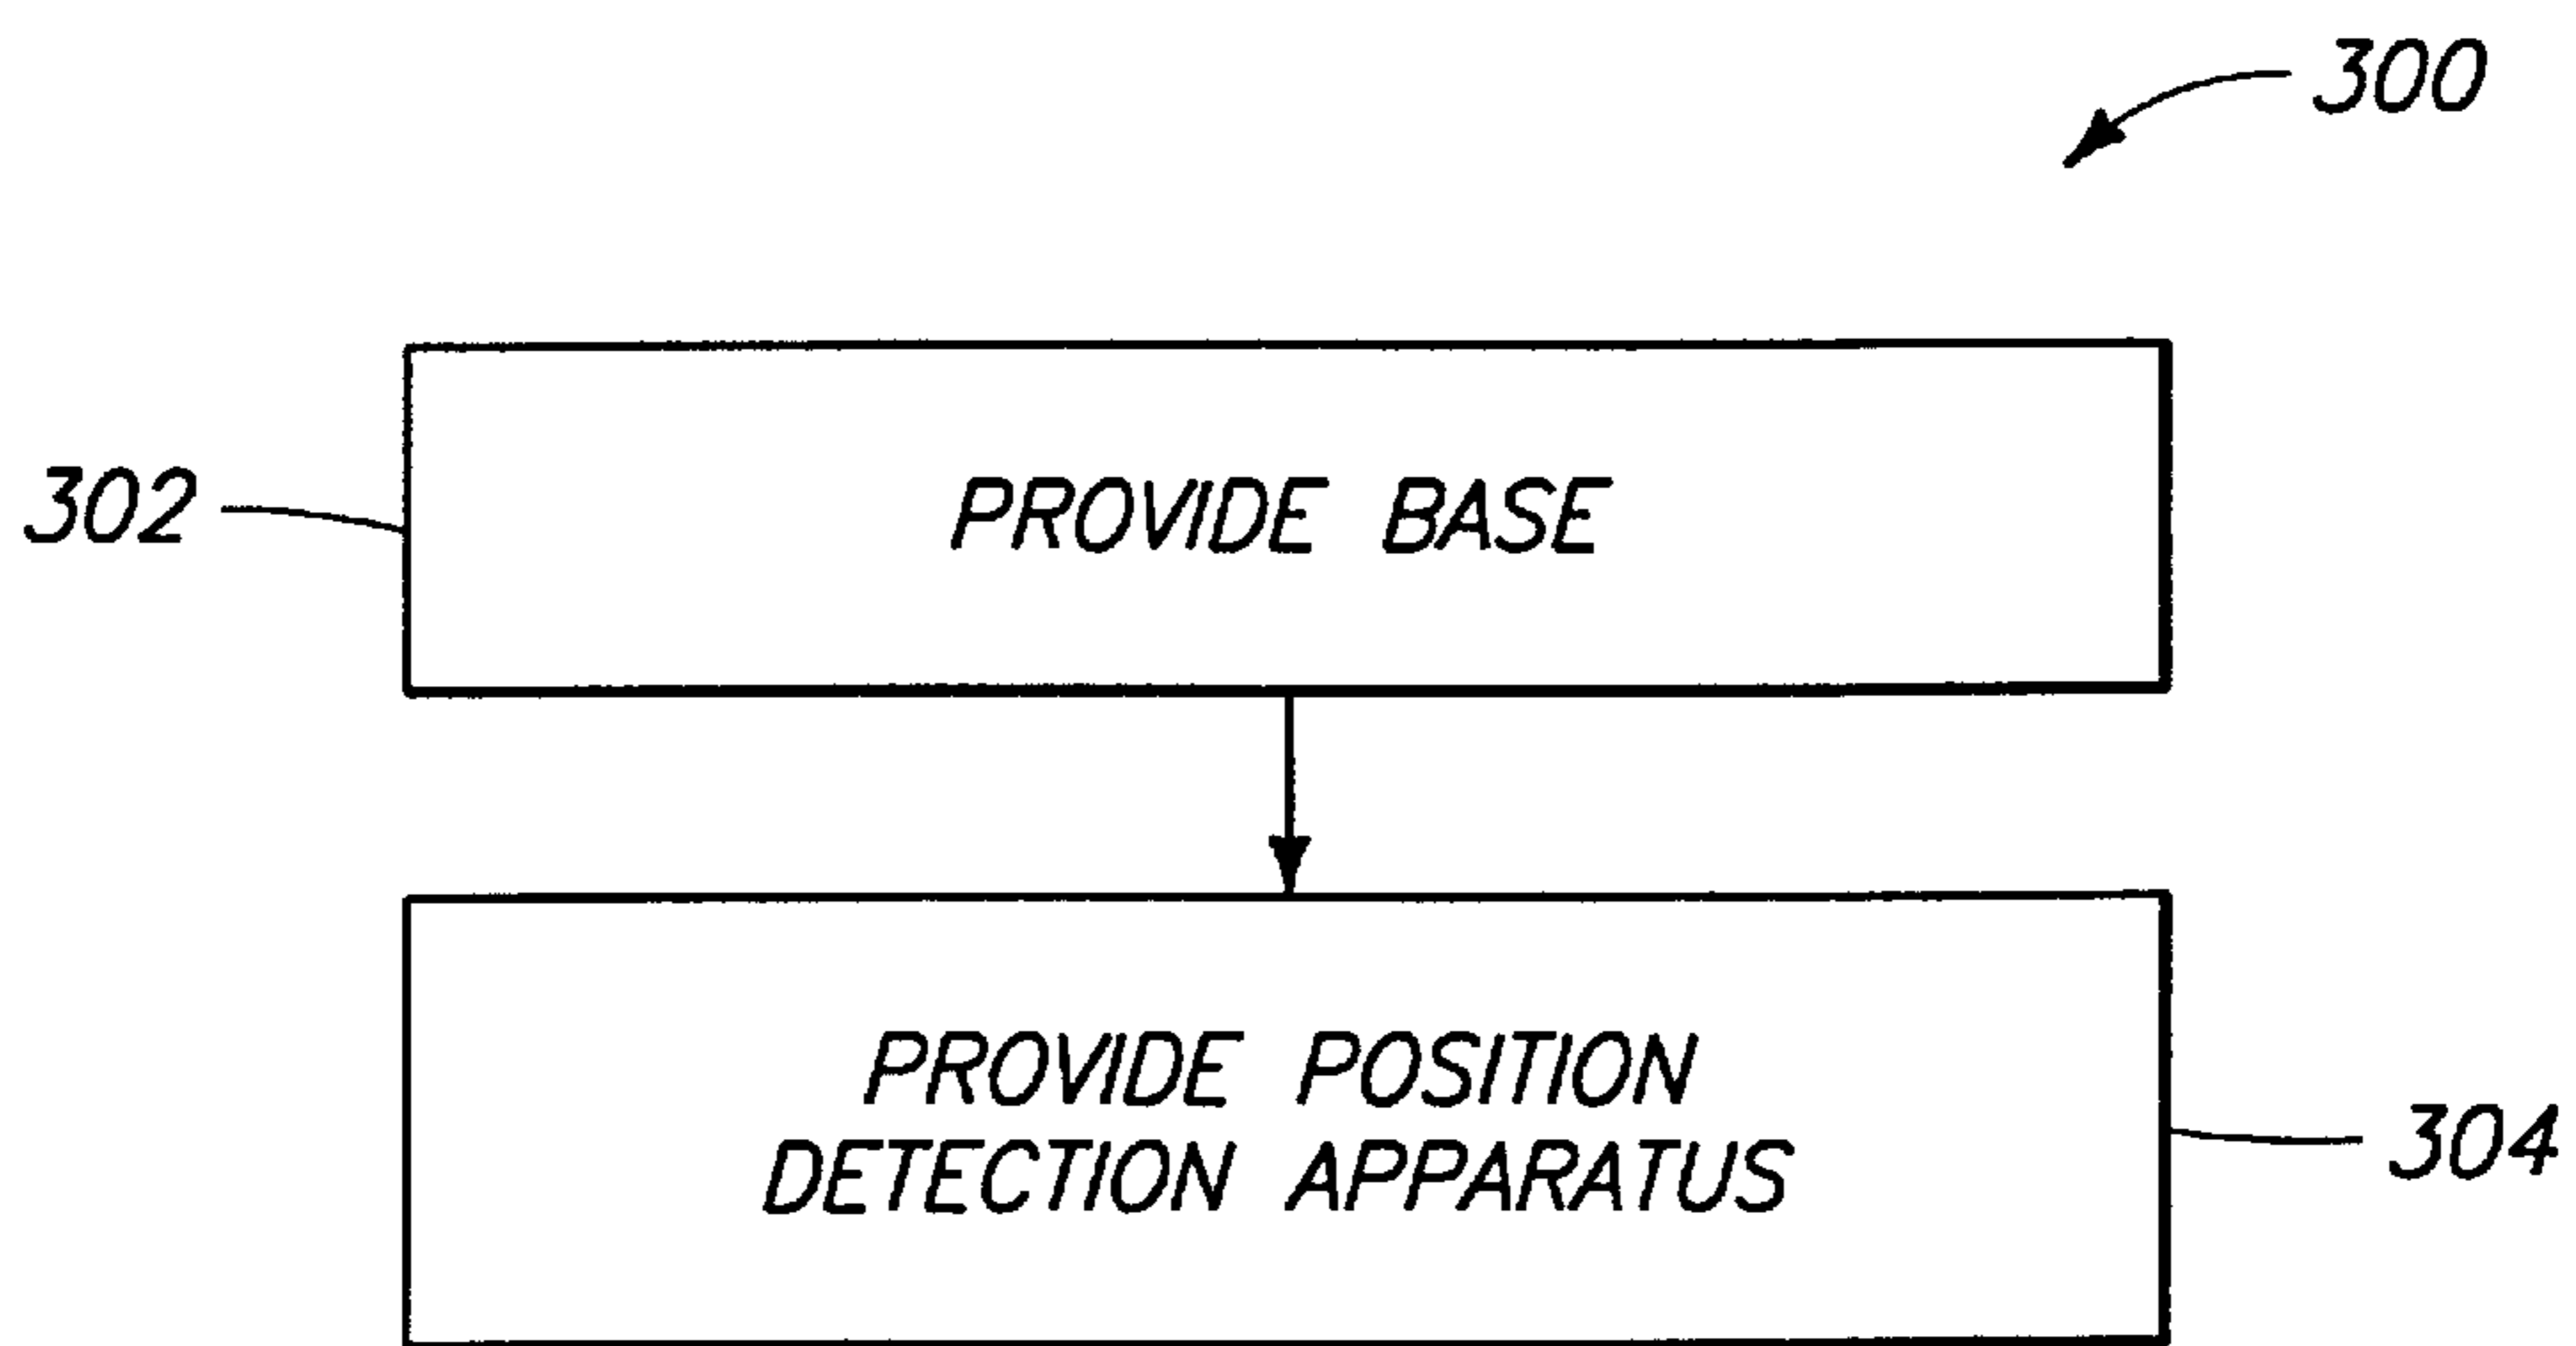 300
302
PROVIDE BASE
PROVIDE POSITION
DETECTION APPARATUS
304